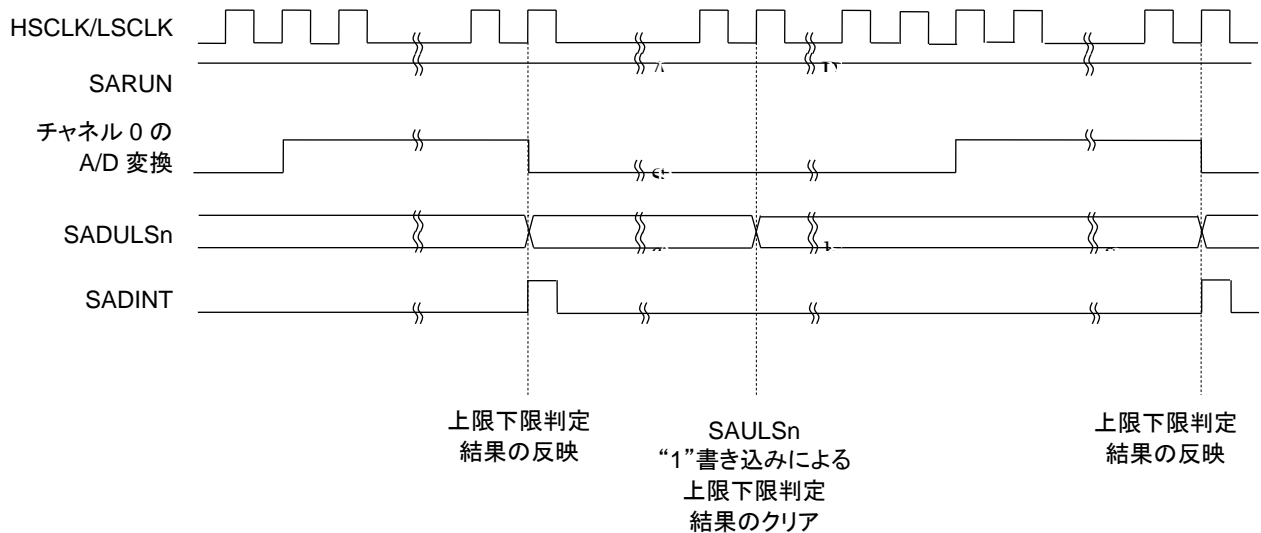 HSCLK/LSCLK
SARUN
チャネル 0 の
A/D 変換
SADULSn
SADINT
上限下限判定
結果の反映
SAULSn
“1”書き込みによる
上限下限判定
結果のクリア
上限下限判定
結果の反映